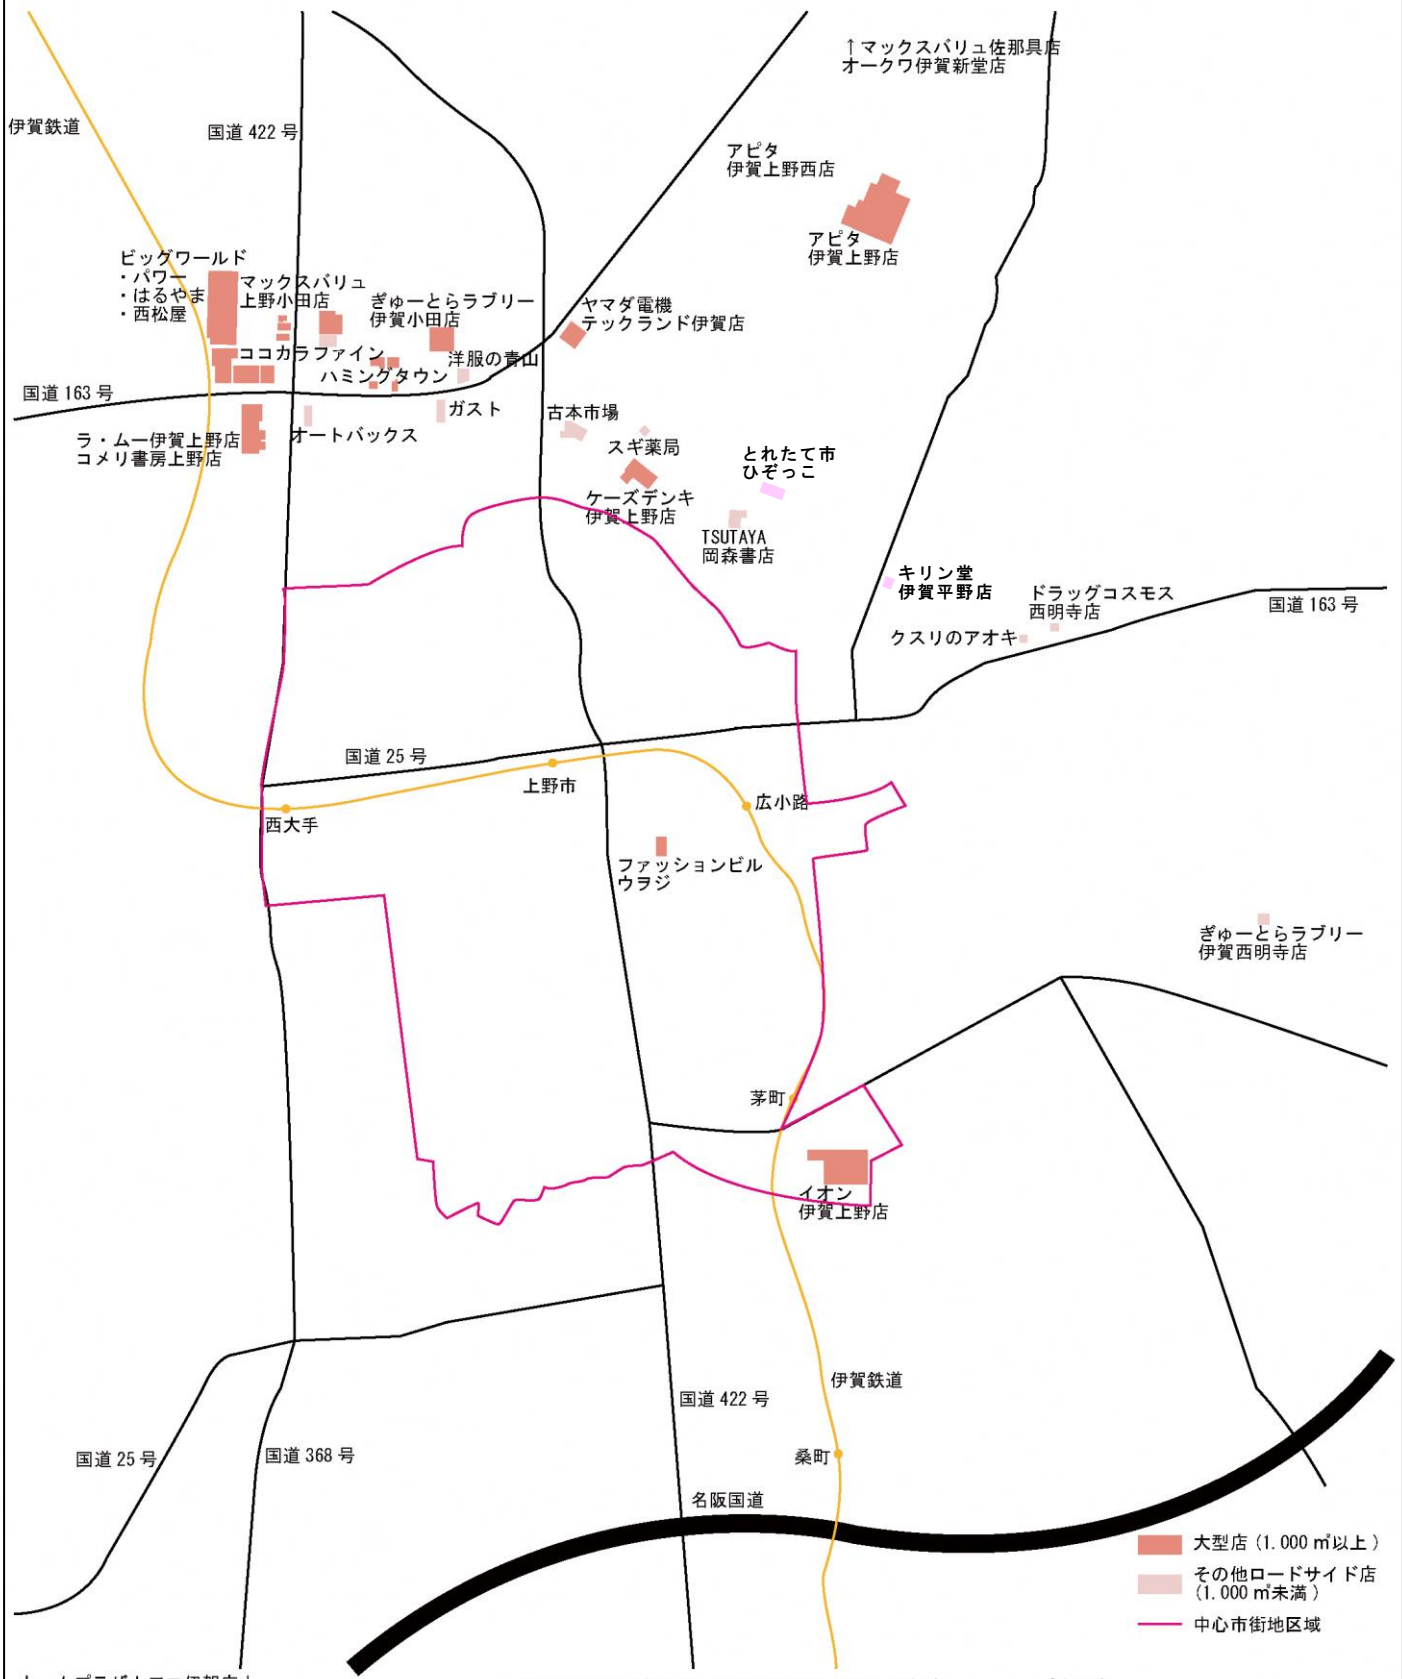 ↑マックスバリュ佐那具店
オークワ伊賀新堂店
伊賀鉄道
国道 422 号
アピタ
伊賀上野西店
アピタ
伊賀上野店
ビッグワールド
・パワー
・はるやま
・西松屋
マックスバリュ
上野小田店
ぎゅーとらラブリー
伊賀小田店
ヤマダ電機
テックランド伊賀店
ココカラファイン
洋服の青山
ハミングタウン
国道 163 号
ガスト
古本市場
オートバックス
ラ・ムー伊賀上野店
コメリ書房上野店
スギ薬局
とれたて市
ひぞっこ
ケーズデンキ
伊賀上野店
TSUTAYA
岡森書店
キリン堂
伊賀平野店
ドラッグコスモス
西明寺店
国道 163 号
クスリのアオキ
国道 25 号
上野市
広小路
西大手
ファッションビル
ウヲジ
ぎゅーとらラブリー
伊賀西明寺店
茅町
イオン
伊賀上野店
伊賀鉄道
国道 422 号
国道 25 号
国道 368 号
桑町
名阪国道
大型店（1.000 ㎡以上）
その他ロードサイド店
（1.000 ㎡未満）
中心市街地区域